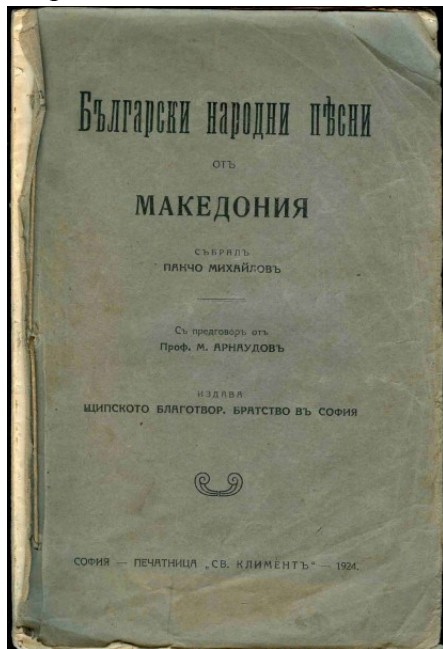 Български народни пѣсни
отъ
МАКЕДОНИЯ
СЪБРАЛЪ
ПАНЧО МИХАЙЛОВЪ
Съ предговоръ отъ
Проф. М. АРНАУДОВЪ
ИЗДАВА
ЩИПСКОТО БЛАГОТВОР. БРАТСТВО ВЪ СОФИЯ
СОФИЯ — ПЕЧАТНИЦА „СВ. КЛИМЕНТЪ“ — 1924.